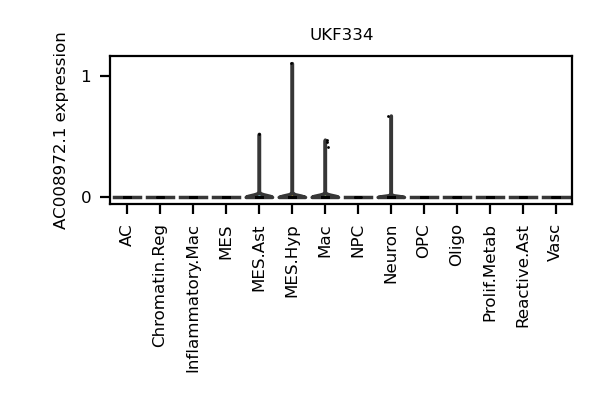 UKF334
AC008972.1 expression
1
0
AC
Chromatin.Reg
Inflammatory.Mac
MES
MES.Ast
MES.Hyp
Mac
NPC
Neuron
OPC
Oligo
Prolif.Metab
Reactive.Ast
Vasc